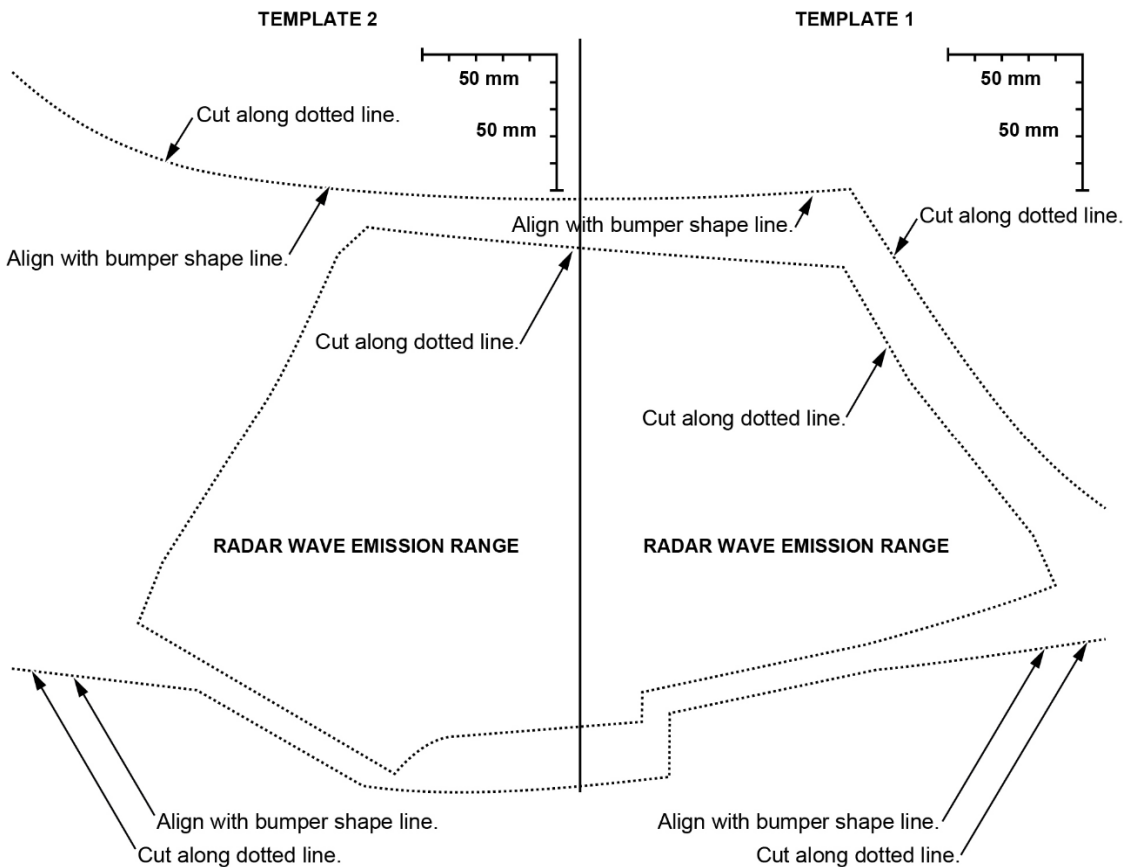 TEMPLATE 2
TEMPLATE 1
50 mm
50 mm
50 mm
50 mm
Cut along dotted line.
Align with bumper shape line.
Cut along dotted line.
Align with bumper shape line.
Cut along dotted line.
Cut along dotted line.
RADAR WAVE EMISSION RANGE
RADAR WAVE EMISSION RANGE
Align with bumper shape line.
Align with bumper shape line.
Cut along dotted line.
Cut along dotted line.